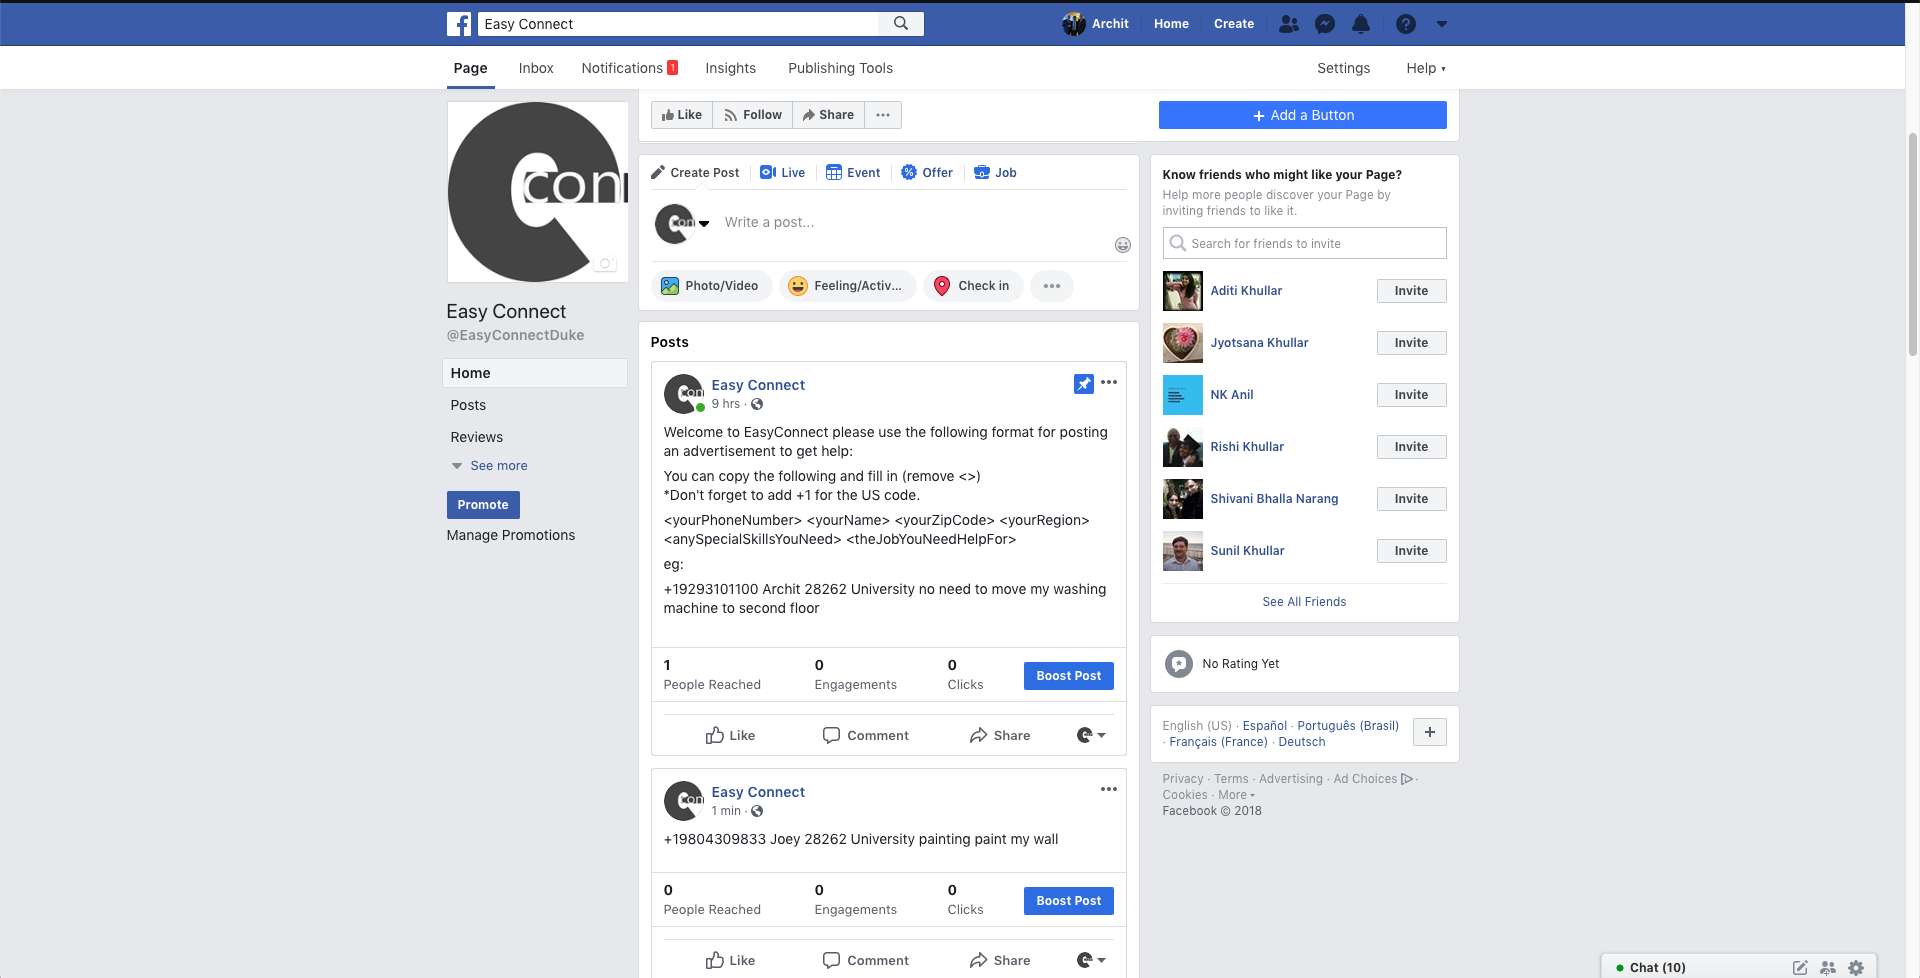 Easy Connect
Archit Home Create
Page Inbox Notifications 1 Insights Publishing Tools Settings Help
con
Easy Connect
@EasyConnectDuke
Home
Posts
Reviews
See more
Promote
Manage Promotions
Like Follow Share ...
+ Add a Button
Create Post Live Event Offer Job
Write a post...
Photo/Video Feeling/Activ... Check in ...
Posts
Easy Connect
9 hrs ·
Welcome to EasyConnect please use the following format for posting
an advertisement to get help:
You can copy the following and fill in (remove <>)
*Don't forget to add +1 for the US code.
<yourPhoneNumber> <yourName> <yourZipCode> <yourRegion>
<anySpecialSkillsYouNeed> <theJobYouNeedHelpFor>
eg:
+19293101100 Archit 28262 University no need to move my washing
machine to second floor
1 0 0
People Reached Engagements Clicks Boost Post
Like Comment Share
Easy Connect
1 min ·
+19804309833 Joey 28262 University painting paint my wall
0 0 0
People Reached Engagements Clicks Boost Post
Like Comment Share
Know friends who might like your Page?
Help more people discover your Page by
inviting friends to like it.
Search for friends to invite
Aditi Khullar Invite
Jyotsana Khullar Invite
NK Anil Invite
Rishi Khullar Invite
Shivani Bhalla Narang Invite
Sunil Khullar Invite
See All Friends
No Rating Yet
English (US) · Español · Português (Brasil)
· Français (France) · Deutsch
+
Privacy · Terms · Advertising · Ad Choices ·
Cookies · More
Facebook © 2018
Chat (10)